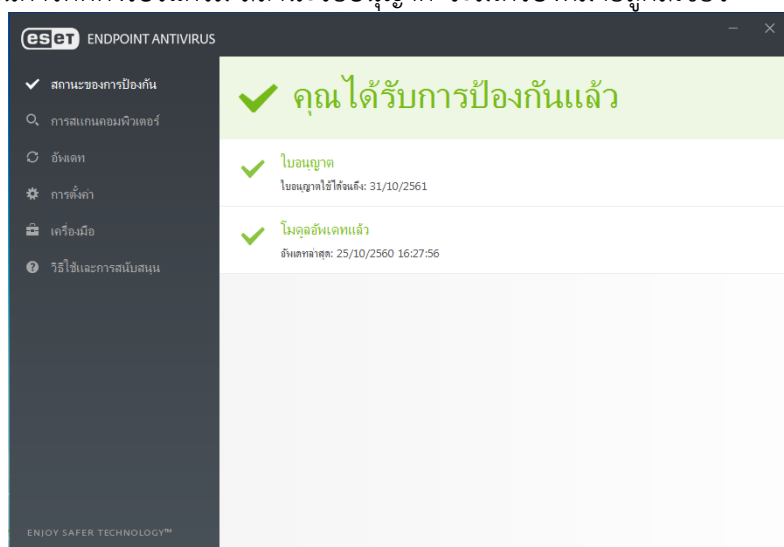 eset ENDPOINT ANTIVIRUS
สถานะของการป้องกัน
การสแกนคอมพิวเตอร์
อัพเดท
การตั้งค่า
เครื่องมือ
วิธีใช้และการสนับสนุน
ENJOY SAFER TECHNOLOGY™
คุณได้รับการป้องกันแล้ว
ใบอนุญาต
ใบอนุญาตใช้ได้จนถึง: 31/10/2561
โมดูลอัพเดทแล้ว
อัพเดทล่าสุด: 25/10/2560 16:27:56